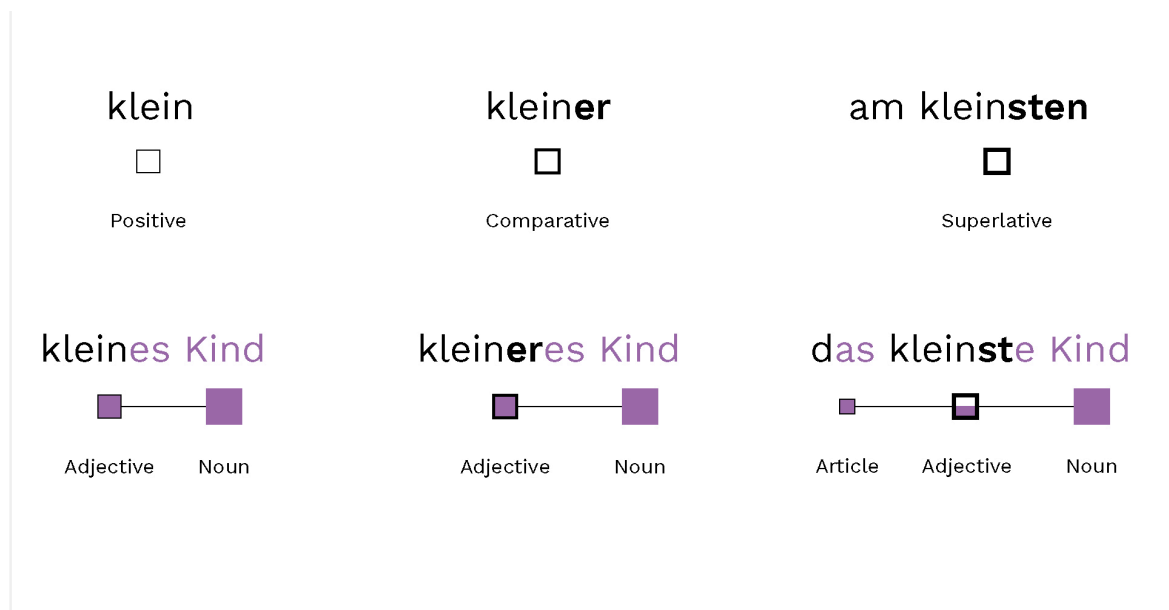 klein kleiner am kleinsten
Positive Comparative Superlative
kleines Kind kleineres Kind das kleinste Kind
Adjective Noun Adjective Noun Article Adjective Noun